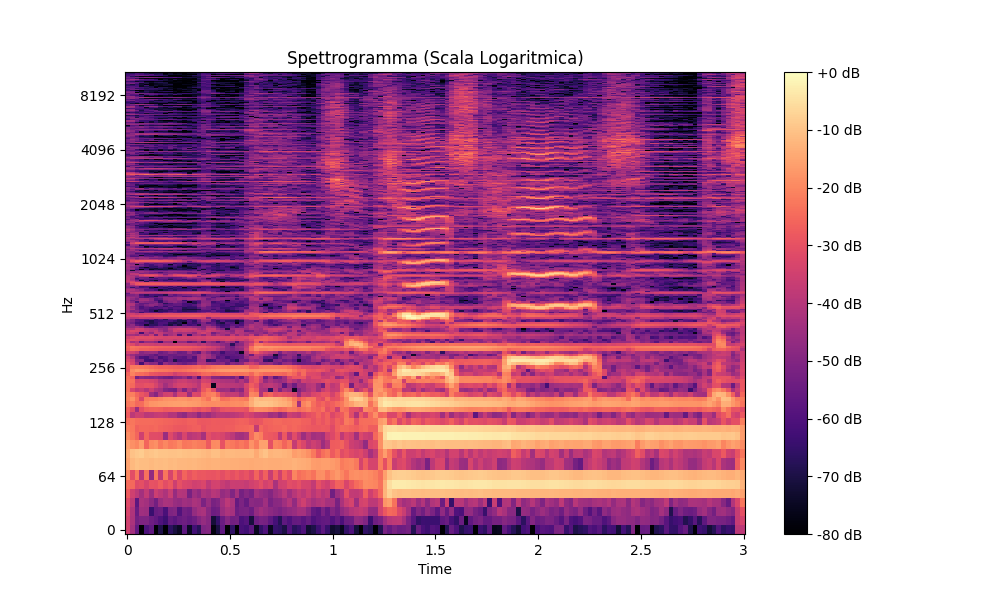 Spettrogramma (Scala Logaritmica)
Hz
8192
4096
2048
1024
512
256
128
64
0
0 0.5 1 1.5 2 2.5 3
Time
+0 dB
-10 dB
-20 dB
-30 dB
-40 dB
-50 dB
-60 dB
-70 dB
-80 dB